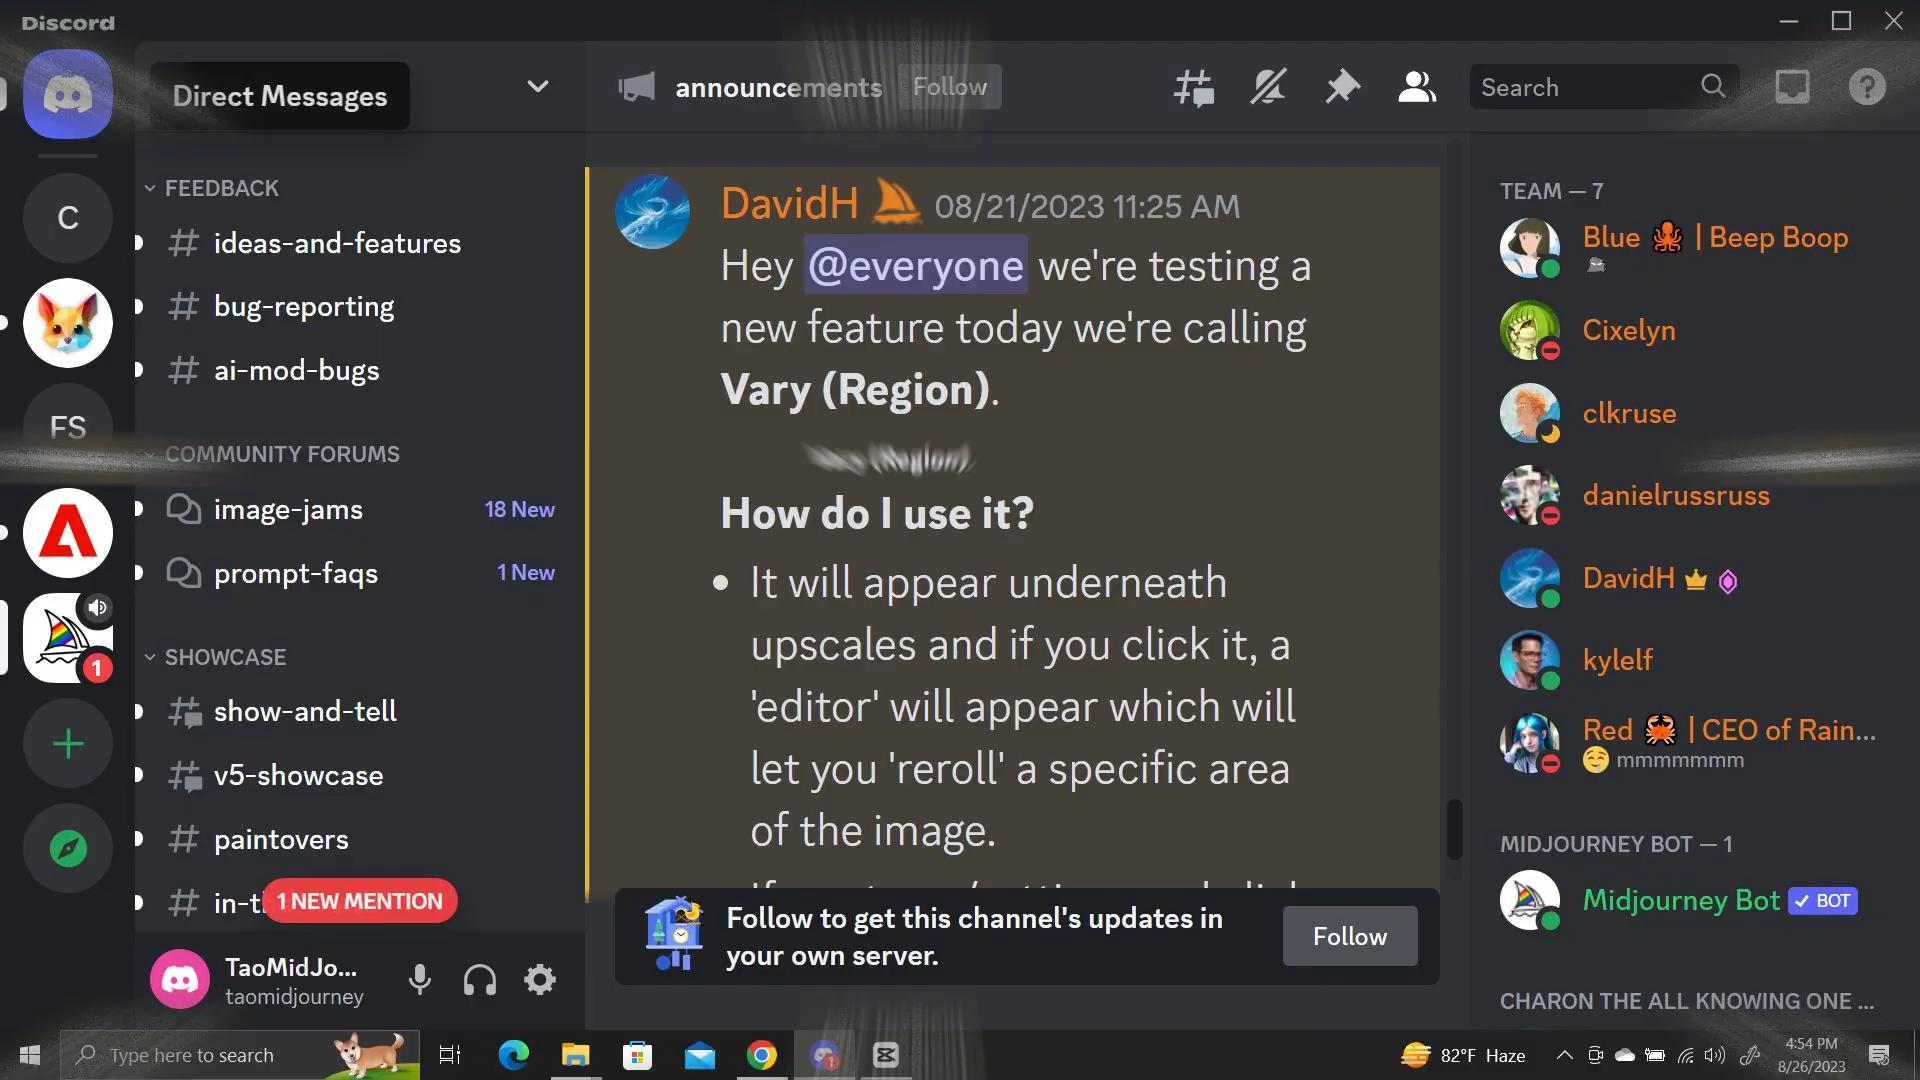 Discord
Direct Messages
announcements
Follow
Search
C
FS
1
FEEDBACK
ideas-and-features
bug-reporting
ai-mod-bugs
COMMUNITY FORUMS
image-jams
18 New
prompt-faqs
1 New
SHOWCASE
show-and-tell
v5-showcase
paintovers
in-t
1 NEW MENTION
TaoMidJo...
taomidjourney
DavidH 08/21/2023 11:25 AM
Hey @everyone we're testing a
new feature today we're calling
Vary (Region).
(Region)
How do I use it?
• It will appear underneath
upscales and if you click it, a
'editor' will appear which will
let you 'reroll' a specific area
of the image.
Follow to get this channel's updates in
your own server.
Follow
TEAM — 7
Blue 🐙 | Beep Boop
Cixelyn
clkruse
danielrussruss
DavidH
kylelf
Red 🦀 | CEO of Rain...
mmmmmmm
MIDJOURNEY BOT — 1
Midjourney Bot ✓ BOT
CHARON THE ALL KNOWING ONE ...
Type here to search
1
82°F Haze
4:54 PM
8/26/2023